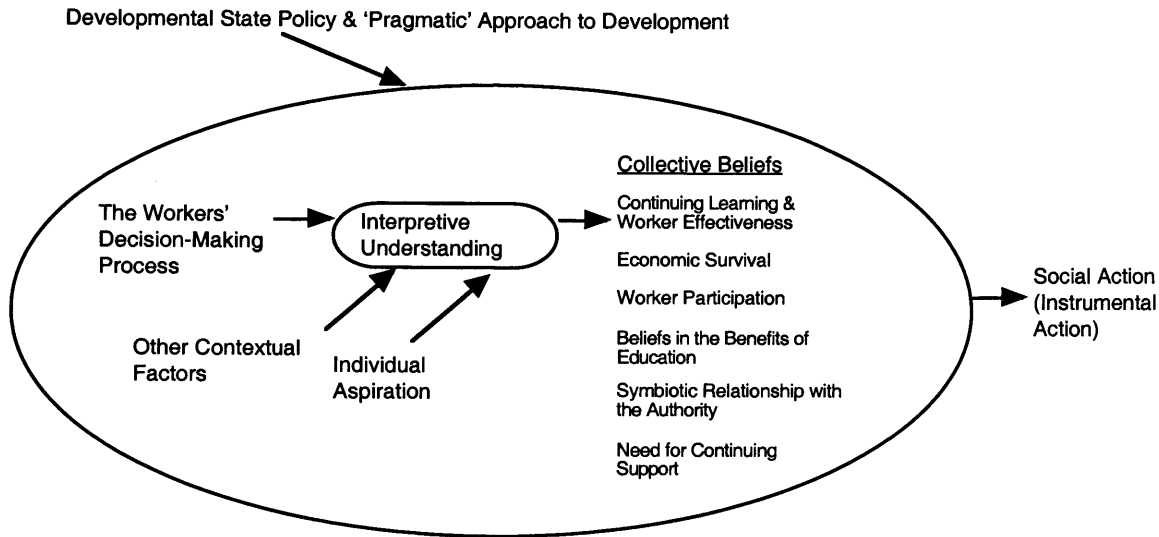 Developmental State Policy & 'Pragmatic' Approach to Development
Collective Beliefs
Continuing Learning &
Worker Effectiveness
The Workers'
Decision-Making
Process
Interpretive
Understanding
Economic Survival
Worker Participation
Social Action
(Instrumental
Action)
Other Contextual
Factors
Individual
Aspiration
Beliefs in the Benefits of
Education
Symbiotic Relationship with
the Authority
Need for Continuing
Support